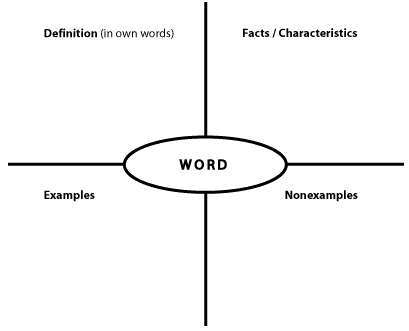 Definition (in own words)
Facts / Characteristics
WORD
Examples
Nonexamples